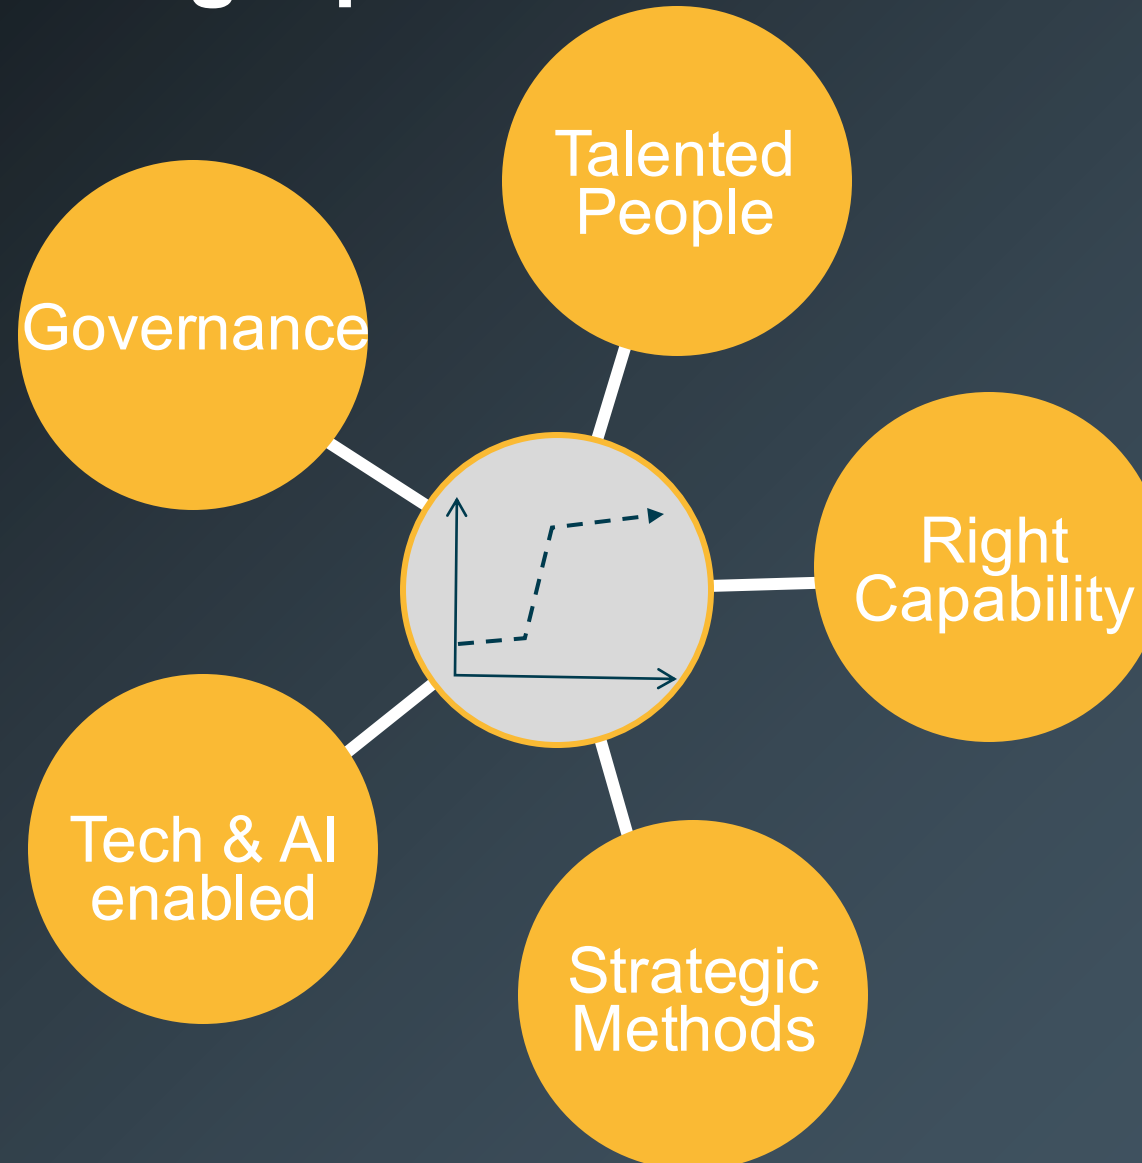 Talented
People
Governance
Right
Capability
Tech & AI
enabled
Strategic
Methods